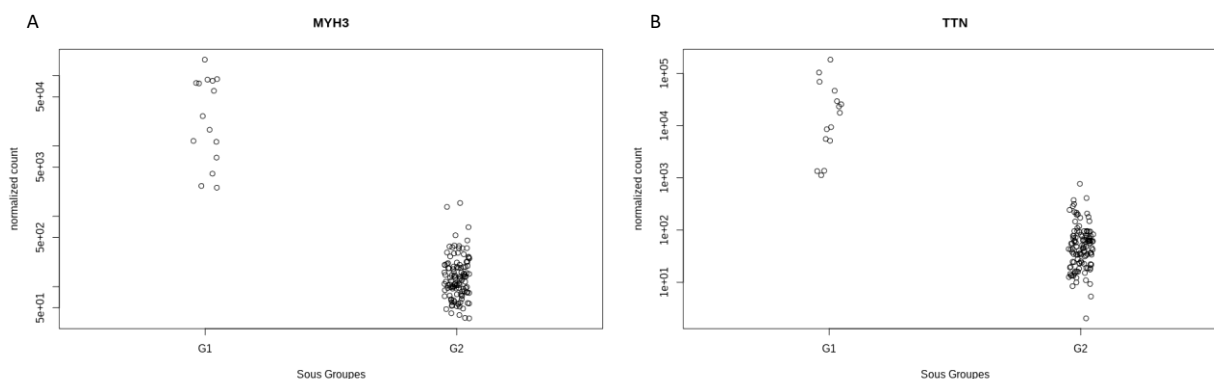 A
MYH3
normalized count
5e+04
5e+03
5e+02
5e+01
G1
G2
Sous Groupes
B
TTN
normalized count
1e+05
1e+04
1e+03
1e+02
1e+01
G1
G2
Sous Groupes